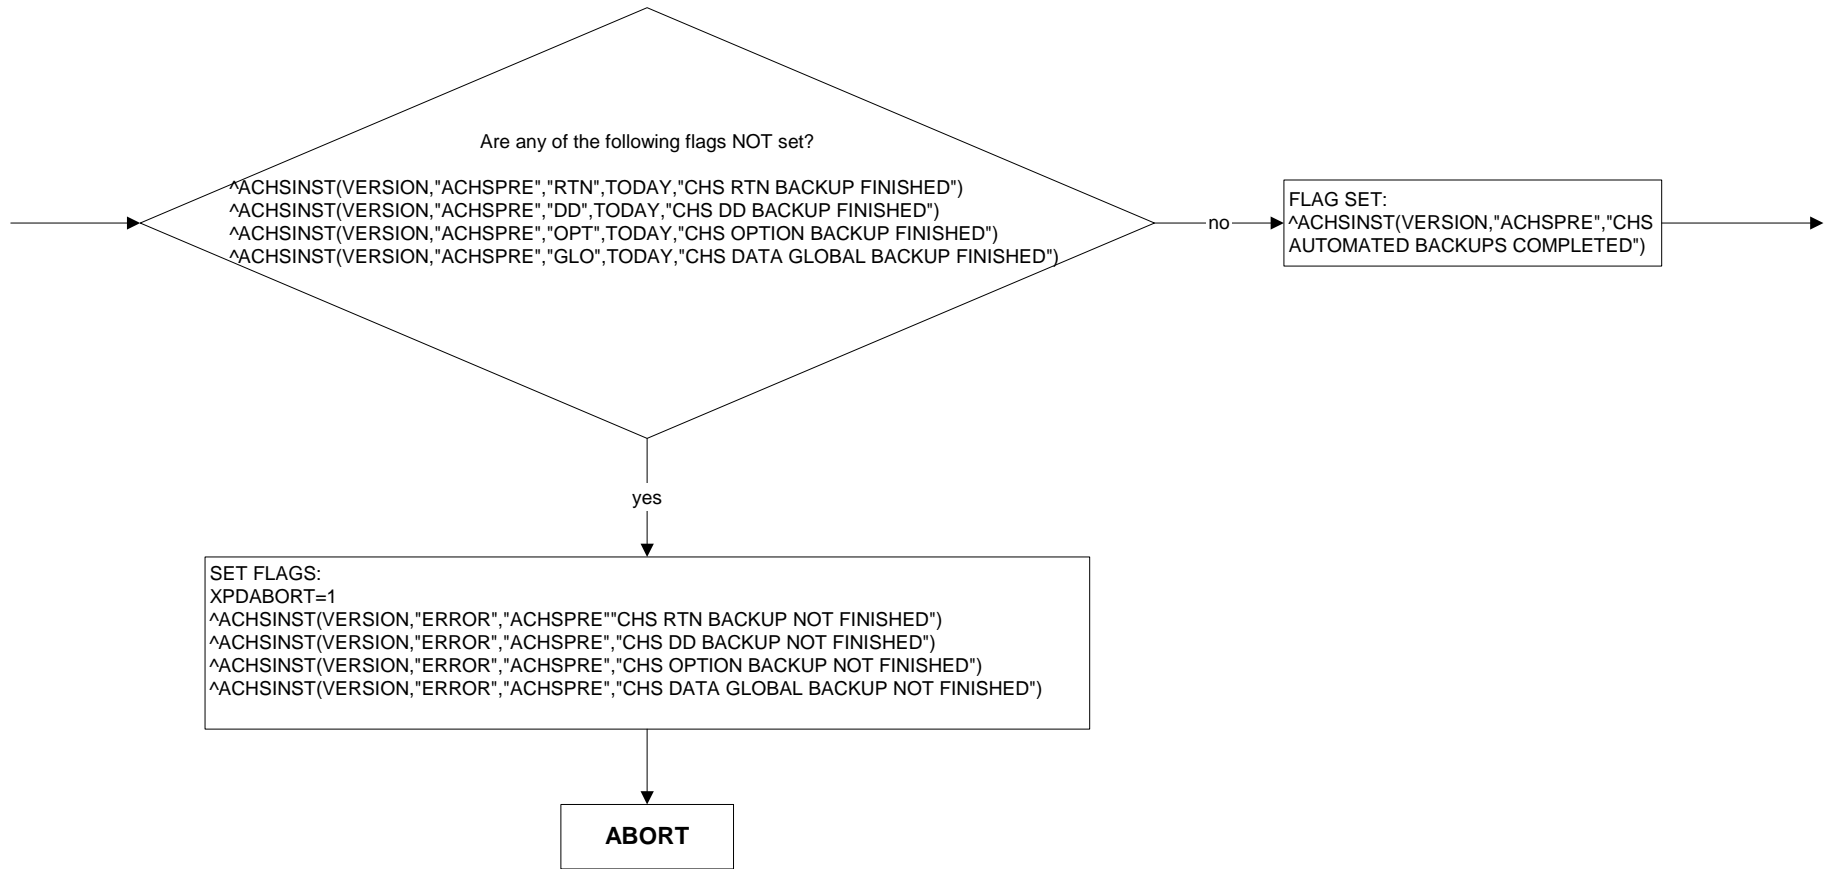 Are any of the following flags NOT set?
^ACHSINST(VERSION,"ACHSPRE","RTN",TODAY,"CHS RTN BACKUP FINISHED")
^ACHSINST(VERSION,"ACHSPRE","DD",TODAY,"CHS DD BACKUP FINISHED")
^ACHSINST(VERSION,"ACHSPRE","OPT",TODAY,"CHS OPTION BACKUP FINISHED")
^ACHSINST(VERSION,"ACHSPRE","GLO",TODAY,"CHS DATA GLOBAL BACKUP FINISHED")
no
FLAG SET:
^ACHSINST(VERSION,"ACHSPRE","CHS
AUTOMATED BACKUPS COMPLETED")
yes
SET FLAGS:
XPDABORT=1
^ACHSINST(VERSION,"ERROR","ACHSPRE""CHS RTN BACKUP NOT FINISHED")
^ACHSINST(VERSION,"ERROR","ACHSPRE","CHS DD BACKUP NOT FINISHED")
^ACHSINST(VERSION,"ERROR","ACHSPRE","CHS OPTION BACKUP NOT FINISHED")
^ACHSINST(VERSION,"ERROR","ACHSPRE","CHS DATA GLOBAL BACKUP NOT FINISHED")
ABORT